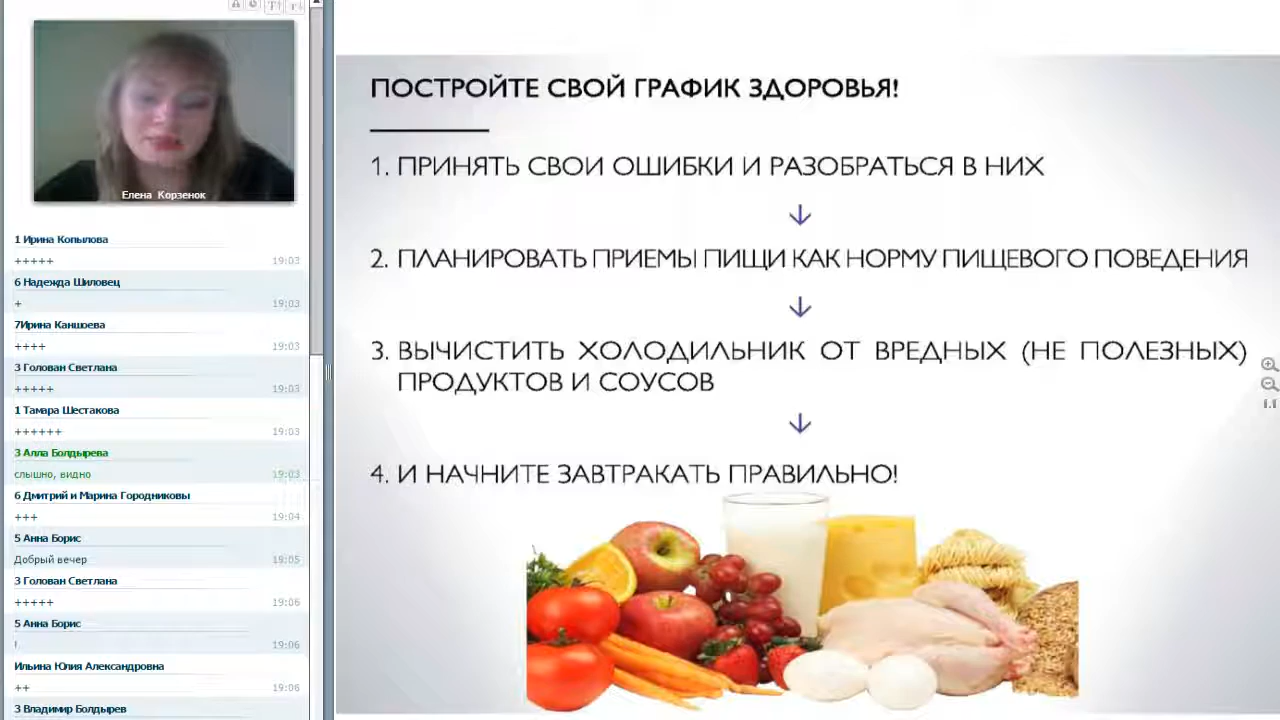 Елена Корзенок
1 Ирина Копылова
+++++
19:03
6 Надежда Шиловец
+
19:03
7Ирина Каншоева
++++
19:03
3 Голован Светлана
+++++
19:03
1 Тамара Шестакова
++++++
19:03
3 Алла Болдырева
слышно, видно
19:03
6 Дмитрий и Марина Городниковы
+++
19:04
5 Анна Борис
Добрый вечер
19:05
3 Голован Светлана
+++++
19:06
5 Анна Борис
!
19:06
Ильина Юлия Александровна
++
19:06
3 Владимир Болдырев
ПОСТРОЙТЕ СВОЙ ГРАФИК ЗДОРОВЬЯ!
1. ПРИНЯТЬ СВОИ ОШИБКИ И РАЗОБРАТЬСЯ В НИХ
2. ПЛАНИРОВАТЬ ПРИЕМЫ ПИЩИ КАК НОРМУ ПИЩЕВОГО ПОВЕДЕНИЯ
3. ВЫЧИСТИТЬ ХОЛОДИЛЬНИК ОТ ВРЕДНЫХ (НЕ ПОЛЕЗНЫХ)
ПРОДУКТОВ И СОУСОВ
4. И НАЧНИТЕ ЗАВТРАКАТЬ ПРАВИЛЬНО!
1:1